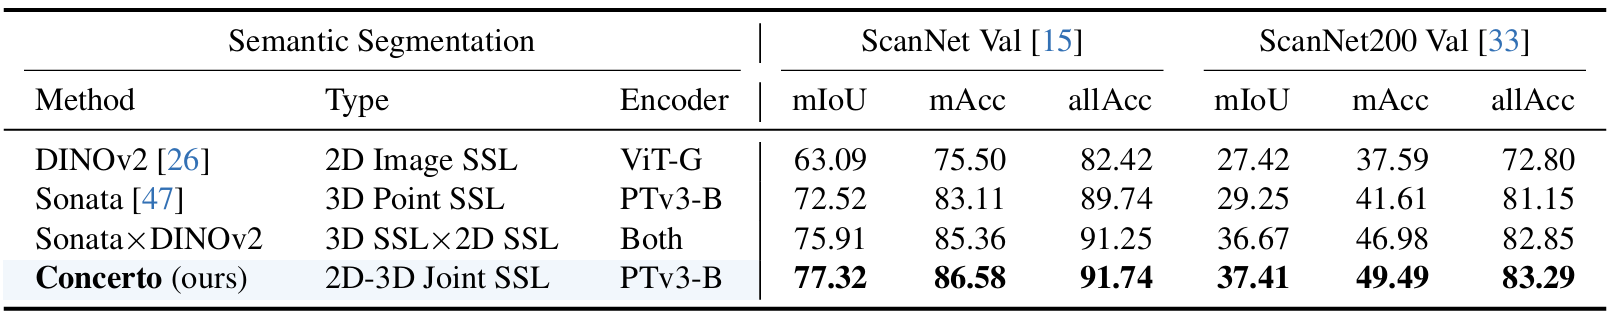 Semantic Segmentation ScanNet Val [15] ScanNet200 Val [33]
Method Type Encoder mIoU mAcc allAcc mIoU mAcc allAcc
DINOv2 [26] 2D Image SSL ViT-G 63.09 75.50 82.42 27.42 37.59 72.80
Sonata [47] 3D Point SSL PTv3-B 72.52 83.11 89.74 29.25 41.61 81.15
Sonata×DINOv2 3D SSL×2D SSL Both 75.91 85.36 91.25 36.67 46.98 82.85
Concerto (ours) 2D-3D Joint SSL PTv3-B 77.32 86.58 91.74 37.41 49.49 83.29